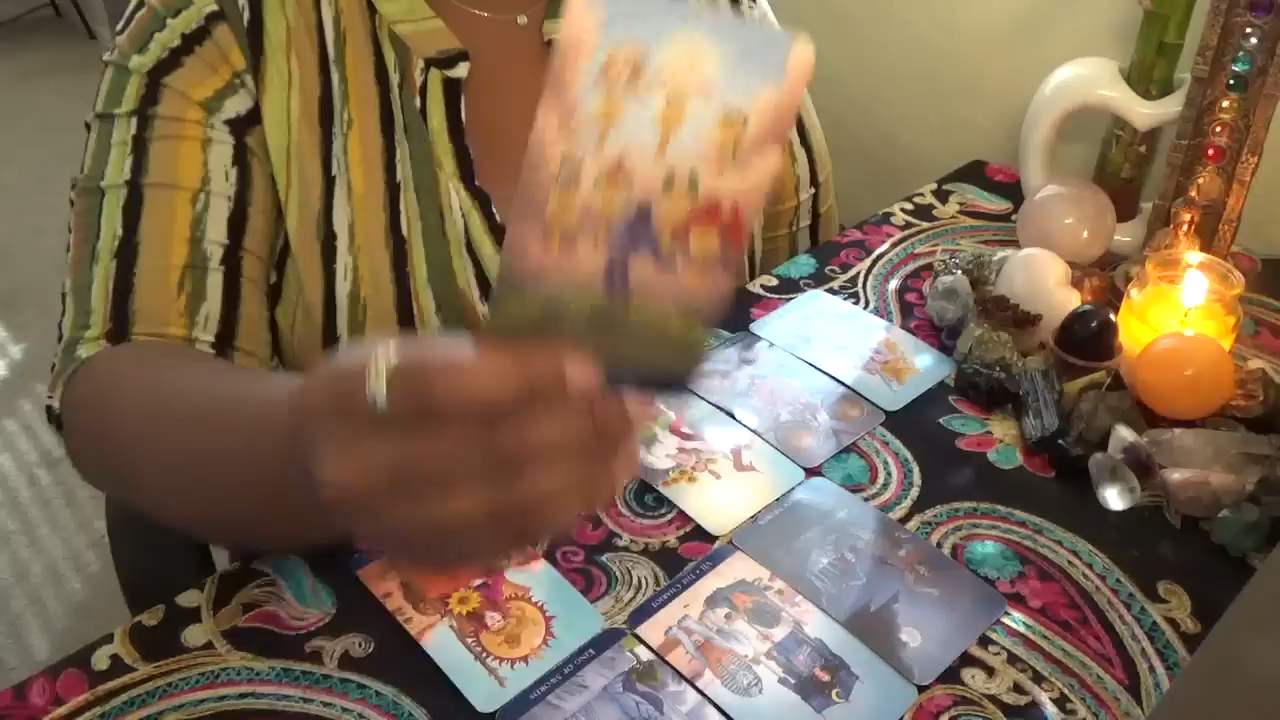 VII • THE CHARIOT
KING OF SWORDS